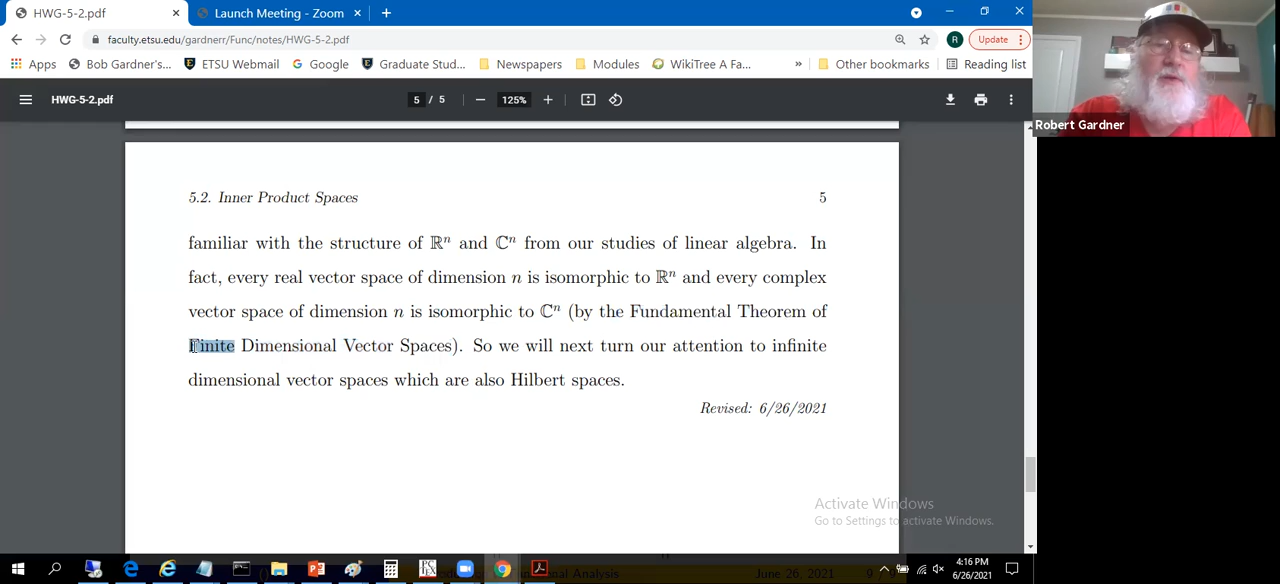 HWG-5-2.pdf
Launch Meeting - Zoom
faculty.etsu.edu/gardnerr/Func/notes/HWG-5-2.pdf
R
Update
Apps
Bob Gardner's...
ETSU Webmail
Google
Graduate Stud...
Newspapers
Modules
WikiTree A Fa...
»
Other bookmarks
Reading list
HWG-5-2.pdf
5 / 5
125%
Robert Gardner
5.2. Inner Product Spaces
5
familiar with the structure of ℝⁿ and ℂⁿ from our studies of linear algebra. In
fact, every real vector space of dimension n is isomorphic to ℝⁿ and every complex
vector space of dimension n is isomorphic to ℂⁿ (by the Fundamental Theorem of
Finite Dimensional Vector Spaces). So we will next turn our attention to infinite
dimensional vector spaces which are also Hilbert spaces.
Revised: 6/26/2021
Activate Windows
Go to Settings to activate Windows.
4:16 PM
6/26/2021
Analysis
June 26, 2021